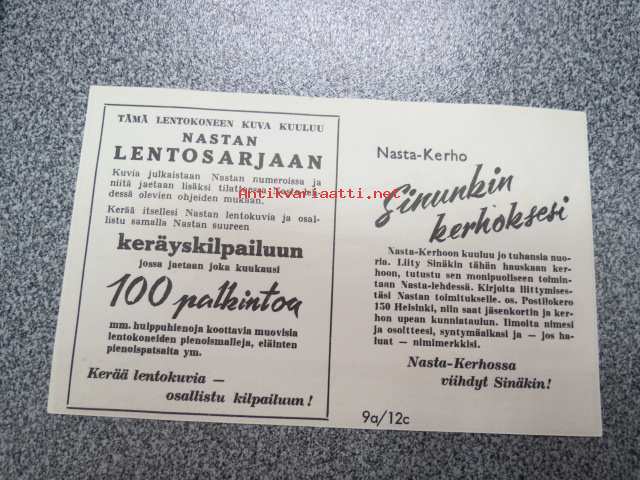 TÄMÄ LENTOKONEEN KUVA KUULUU
NASTAN
LENTOSARJAAN
Kuvia julkaistaan Nastan numeroissa ja
niitä jaetaan lisäksi tilattaessa
dessä olevien ohjeiden mukaan.
Kerää itsellesi Nastan lentokuvia ja osal-
listu samalla Nastan suureen
keräyskilpailuun
jossa jaetaan joka kuukausi
100 palkintoa
mm. huippuhienoja koottavia muovisia
lentokoneiden pienoismalleja, eläinten
pienoispatsaita ym.
Kerää lentokuvia —
osallistu kilpailuun!
Antikvariaatti.net
Nasta-Kerho
Sinunkin
kerhoksesi
Nasta-Kerhoon kuuluu jo tuhansia nuo-
ria. Liity Sinäkin tähän hauskaan ker-
hoon, tutustu sen monipuoliseen toimin-
taan Nasta-lehdessä. Kirjoita liittymises-
täsi Nastan toimitukselle. os. Postilokero
150 Helsinki, niin saat jäsenkortin ja ker-
hon upean kunniataulun. Ilmoita nimesi
ja osoitteesi, syntymäaikasi ja — jos ha-
luat — nimimerkkisi.
Nasta-Kerhossa
viihdyt Sinäkin!
9a/12c